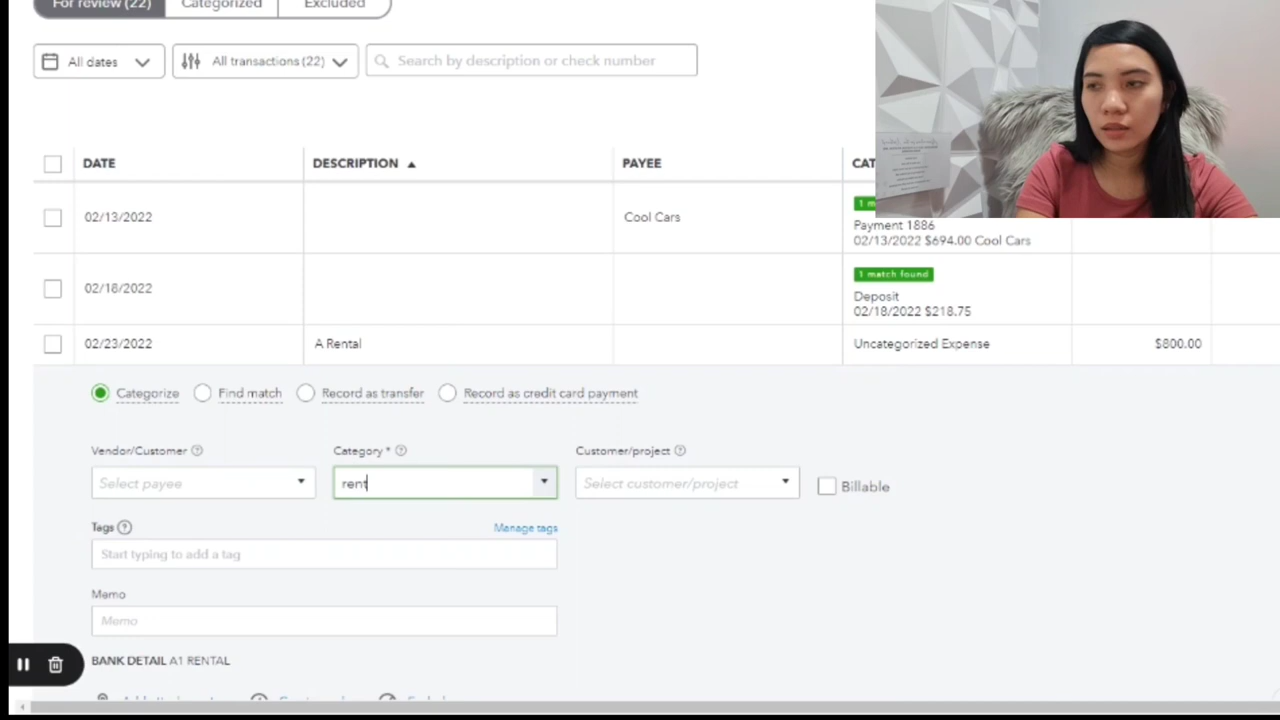 For review (22) Categorized Excluded
All dates All transactions (22) Search by description or check number
DATE DESCRIPTION PAYEE CAT
02/13/2022 Cool Cars 1 m
Payment 1886
02/13/2022 $694.00 Cool Cars
02/18/2022 1 match found
Deposit
02/18/2022 $218.75
02/23/2022 A Rental Uncategorized Expense $800.00
Categorize Find match Record as transfer Record as credit card payment
Vendor/Customer Category * Customer/project
Select payee rent Select customer/project Billable
Tags Manage tags
Start typing to add a tag
Memo
Memo
BANK DETAIL A1 RENTAL